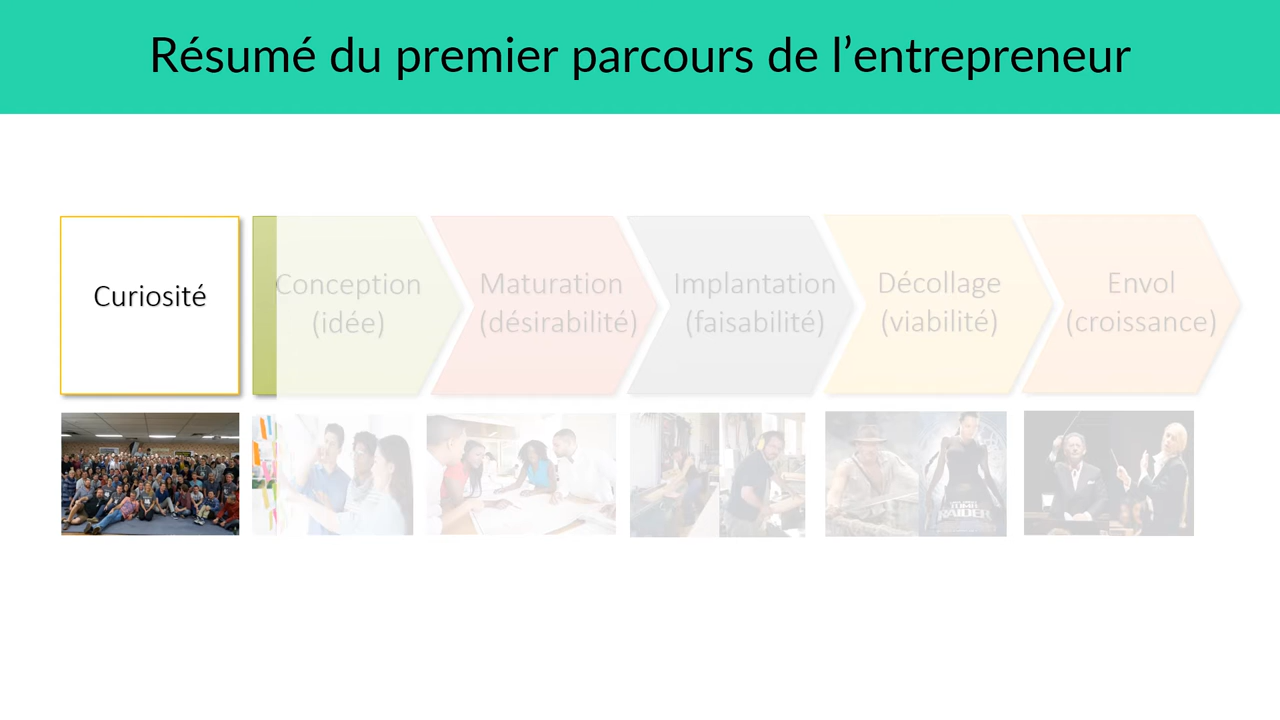 Résumé du premier parcours de l’entrepreneur
Curiosité
Conception
(idée)
Maturation
(désirabilité)
Implantation
(faisabilité)
Décollage
(viabilité)
Envol
(croissance)
TOMB
RAIDER